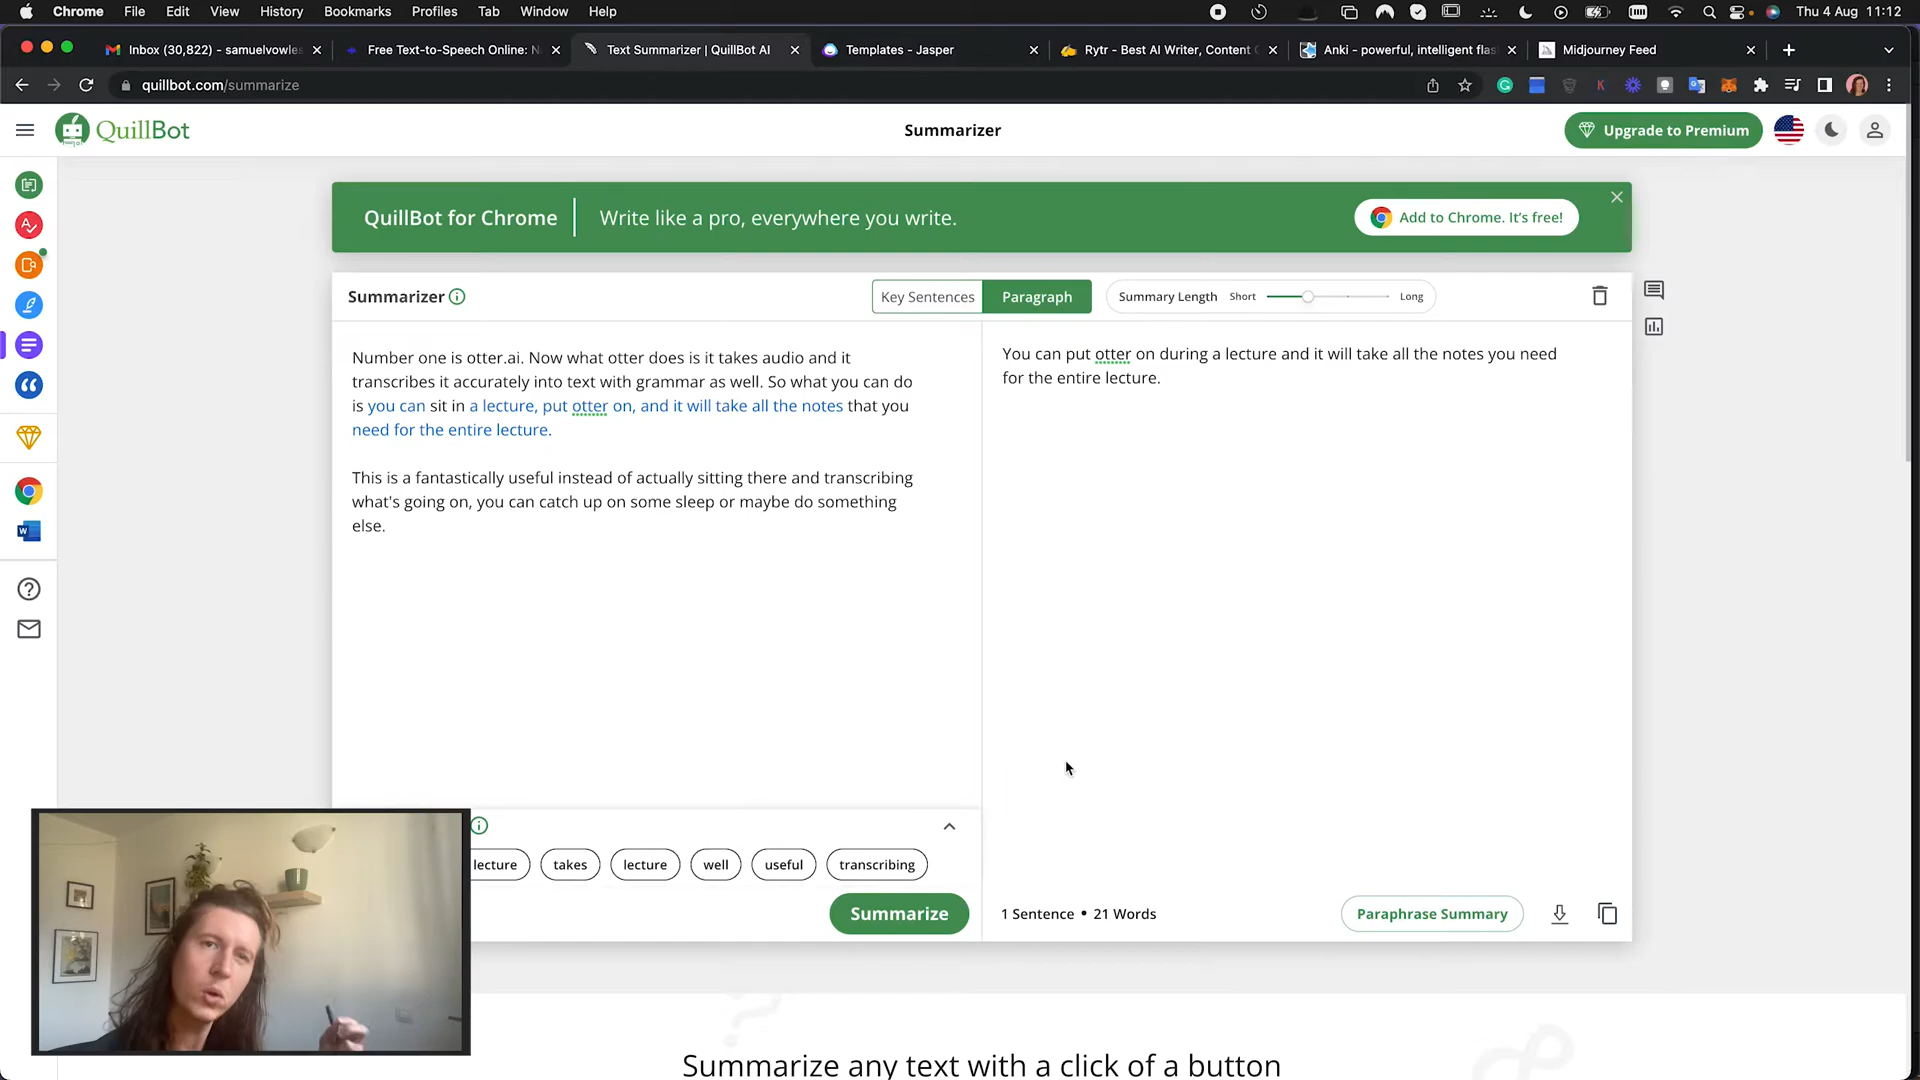 Chrome File Edit View History Bookmarks Profiles Tab Window Help Thu 4 Aug 11:12
Inbox (30,822) - samuelvowles Free Text-to-Speech Online: N Text Summarizer | QuillBot AI Templates - Jasper Rytr - Best AI Writer, Content Anki - powerful, intelligent flas Midjourney Feed
quillbot.com/summarize
QuillBot Summarizer Upgrade to Premium
QuillBot for Chrome Write like a pro, everywhere you write. Add to Chrome. It's free!
Summarizer Key Sentences Paragraph Summary Length Short Long
Number one is otter.ai. Now what otter does is it takes audio and it
transcribes it accurately into text with grammar as well. So what you can do
is you can sit in a lecture, put otter on, and it will take all the notes that you
need for the entire lecture.
This is a fantastically useful instead of actually sitting there and transcribing
what's going on, you can catch up on some sleep or maybe do something
else.
You can put otter on during a lecture and it will take all the notes you need
for the entire lecture.
lecture takes lecture well useful transcribing
Summarize
1 Sentence • 21 Words Paraphrase Summary
Summarize any text with a click of a button